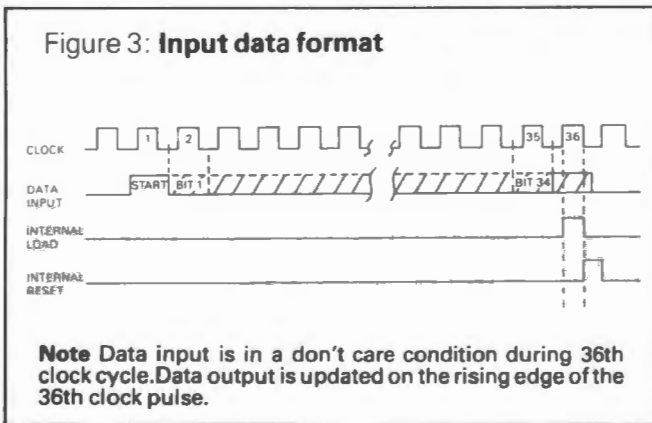 Figure 3: Input data format
1 2 35 36
CLOCK
START BIT 1 BIT 34
DATA
INPUT
INTERNAL
LOAD
INTERNAL
RESET
Note Data input is in a don't care condition during 36th
clock cycle.Data output is updated on the rising edge of the
36th clock pulse.